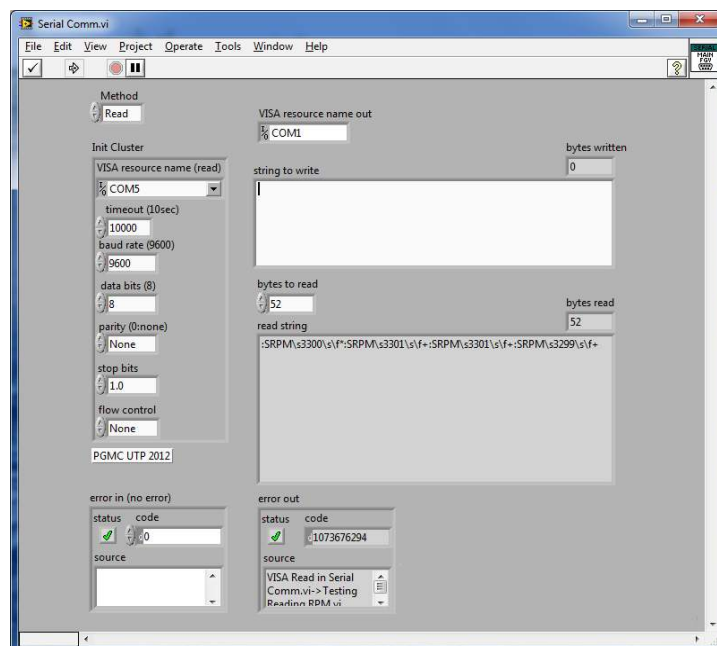 Serial Comm.vi
File Edit View Project Operate Tools Window Help
MAIN
FGV
Method
Read
VISA resource name out
COM1
Init Cluster
bytes written
0
VISA resource name (read)
COM5
string to write
timeout (10sec)
10000
baud rate (9600)
9600
data bits (8)
8
bytes to read
52
bytes read
52
parity (0:none)
None
read string
:SRPM\s3300\s\f*:SRPM\s3301\s\f+:SRPM\s3301\s\f+:SRPM\s3299\s\f+
stop bits
1.0
flow control
None
PGMC UTP 2012
error in (no error)
status code
0
source
error out
status code
1073676294
source
VISA Read in Serial
Comm.vi->Testing
Reading RPM.vi